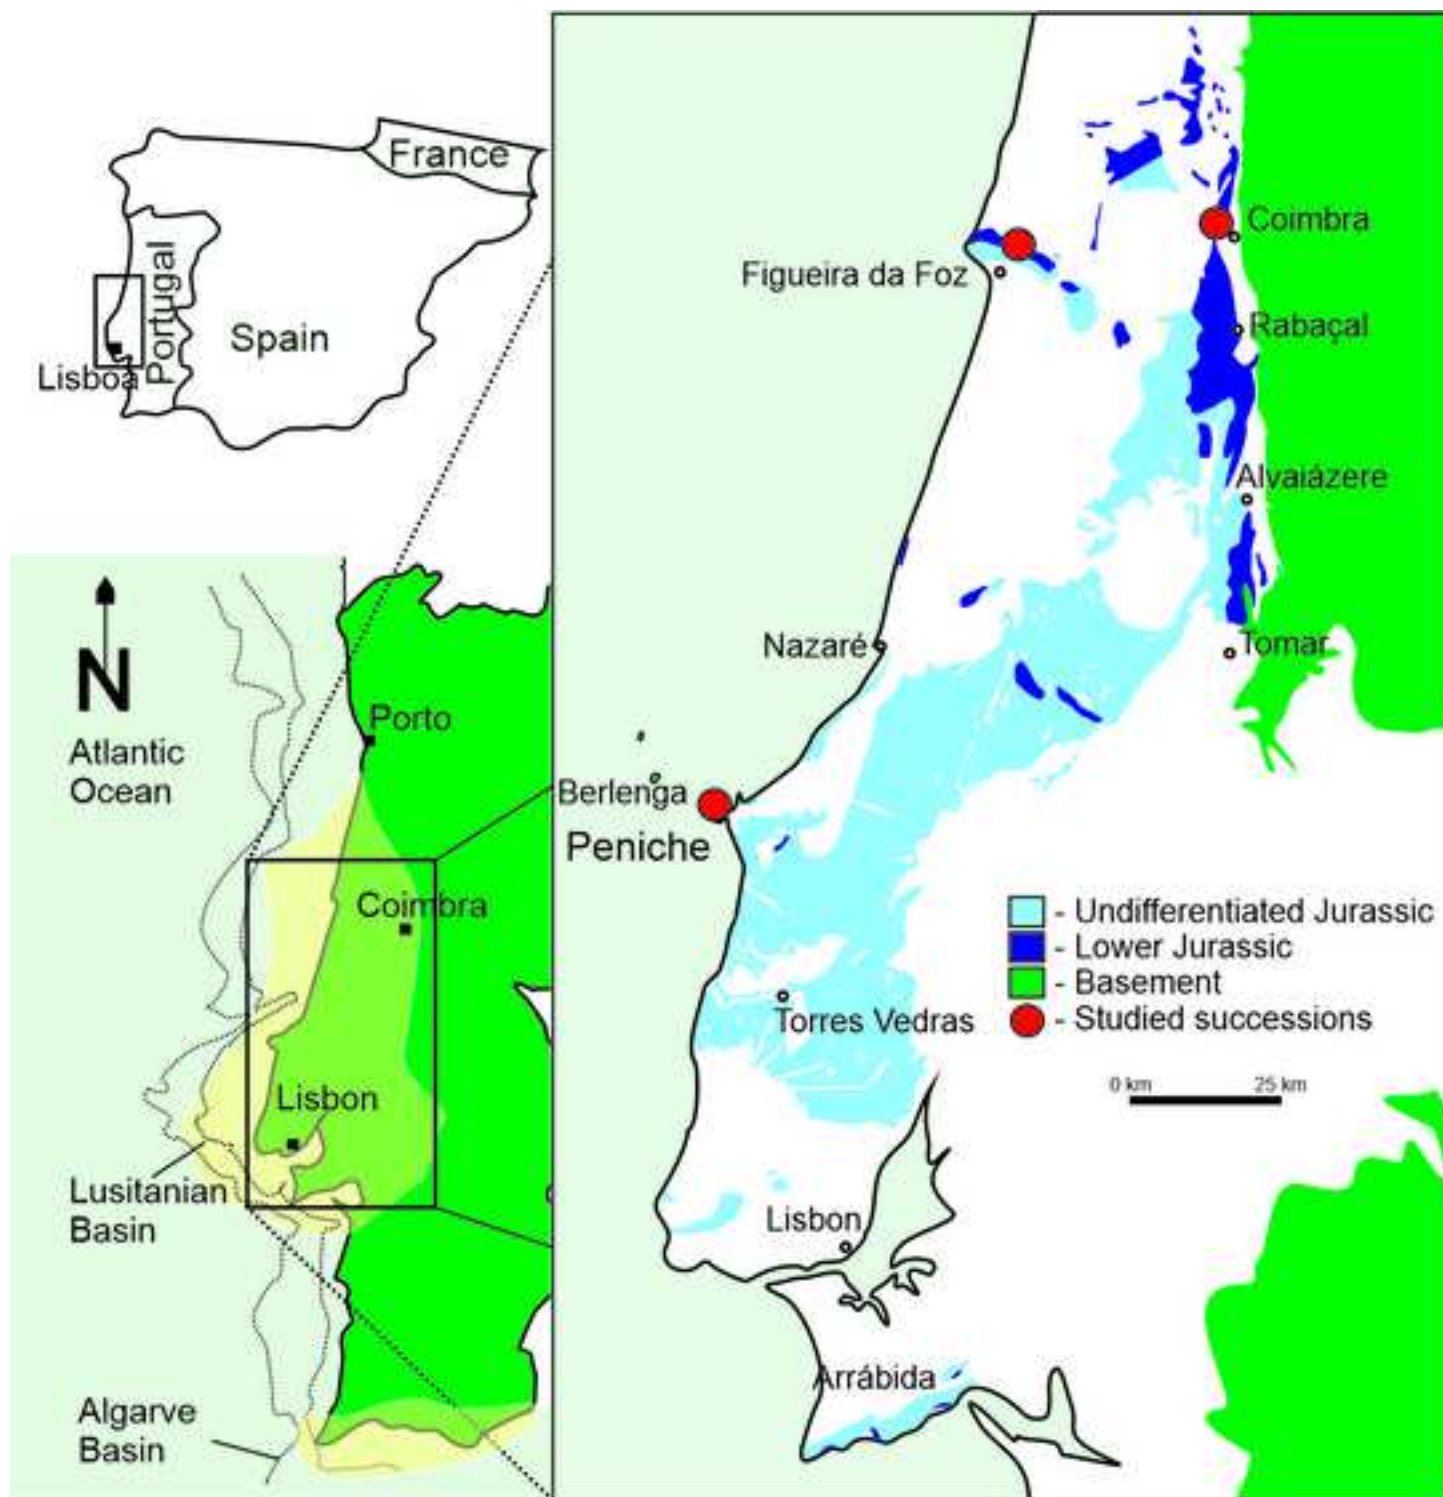 France
Portugal
Spain
Lisboa
N
Atlantic
Ocean
Porto
Coimbra
Lisbon
Lusitanian
Basin
Algarve
Basin
Coimbra
Figueira da Foz
Rabaçal
Alvaiázere
Nazaré
Tomar
Berlenga
Peniche
- Undifferentiated Jurassic
- Lower Jurassic
- Basement
- Studied successions
Torres Vedras
0 km 25 km
Lisbon
Arrábida